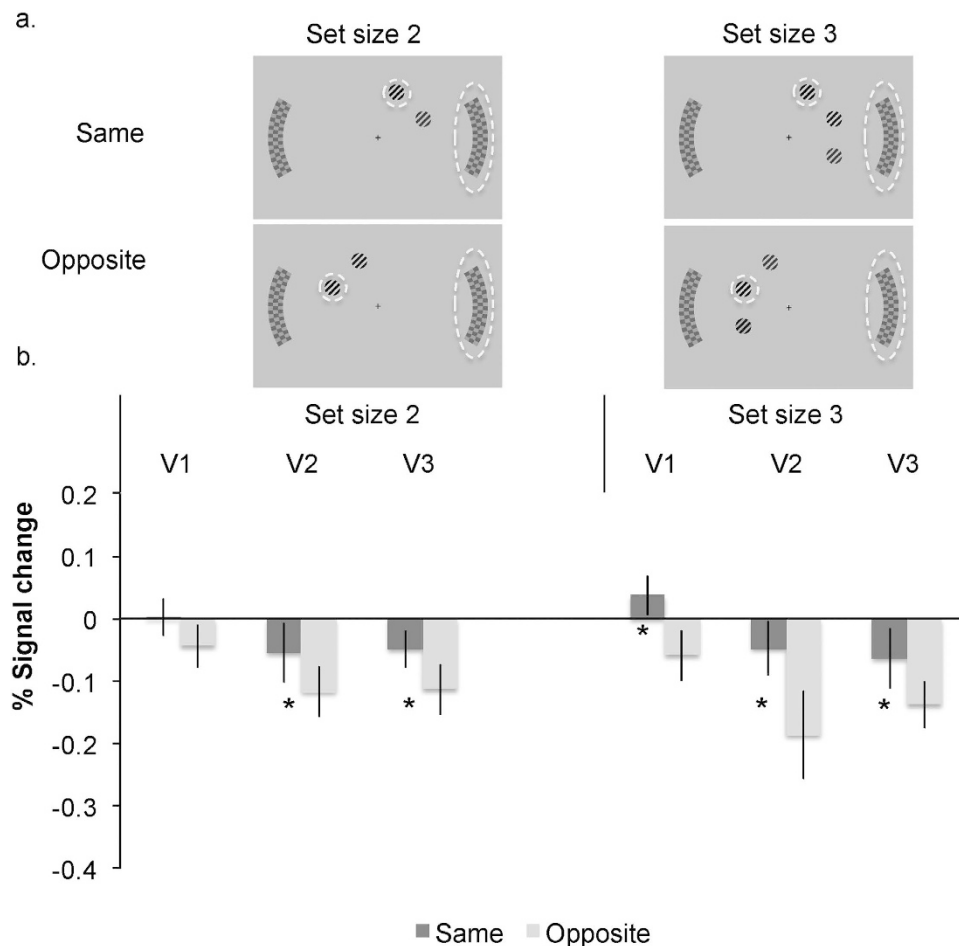 a.
Set size 2 Set size 3
Same
Opposite
b.
Set size 2 Set size 3
V1 V2 V3 V1 V2 V3
% Signal change
0.2
0.1
0
-0.1
-0.2
-0.3
-0.4
* * * * *
Same Opposite